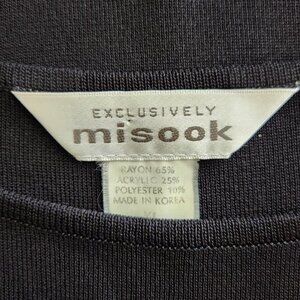 EXCLUSIVELY
misook
RAYON 65%
ACRYLIC 25%
POLYESTER 10%
MADE IN KOREA